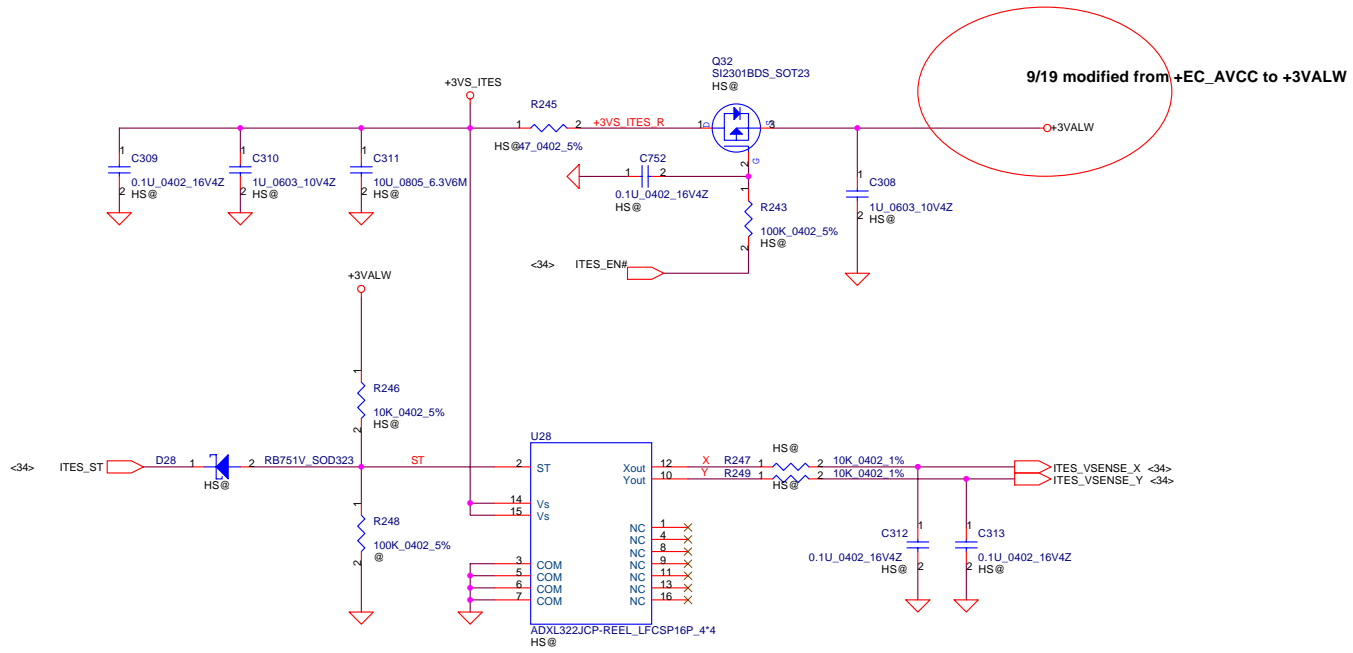 Q32
SI2301BDS_SOT23
HS@
9/19 modified from +EC_AVCC to +3VALW
+3VS_ITES
R245
1 2
+3VS_ITES_R
1 D S 3
+3VALW
HS@47_0402_5%
G
2
1
C309
0.1U_0402_16V4Z
2 HS@
1
C310
1U_0603_10V4Z
2 HS@
1
C311
10U_0805_6.3V6M
2 HS@
C752
1 2
0.1U_0402_16V4Z
HS@
1
R243
100K_0402_5%
HS@
2
1
C308
1U_0603_10V4Z
2 HS@
<34> ITES_EN#
+3VALW
1
R246
10K_0402_5%
HS@
2
<34> ITES_ST
D28
1 2
RB751V_SOD323
HS@
ST
1
R248
100K_0402_5%
@
2
U28
2 ST
14 Vs
15 Vs
3 COM
5 COM
6 COM
7 COM
Xout 12
Yout 10
NC 1
NC 4
NC 8
NC 9
NC 11
NC 13
NC 16
ADXL322JCP-REEL_LFCSP16P_4*4
HS@
HS@
X R247 1 2 10K_0402_1%
Y R249 1 2 10K_0402_1%
HS@
ITES_VSENSE_X <34>
ITES_VSENSE_Y <34>
1
C312
0.1U_0402_16V4Z
HS@ 2
1
C313
0.1U_0402_16V4Z
HS@
2